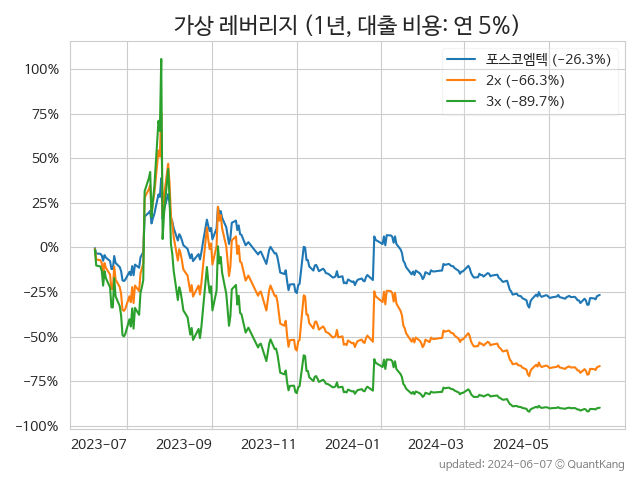 가상 레버리지 (1년, 대출 비용: 연 5%)
포스코엠텍 (−26.3%)
2x (−66.3%)
3x (−89.7%)
100%
75%
50%
25%
0%
−25%
−50%
−75%
−100%
2023-07 2023-09 2023-11 2024-01 2024-03 2024-05
updated: 2024-06-07 © QuantKang